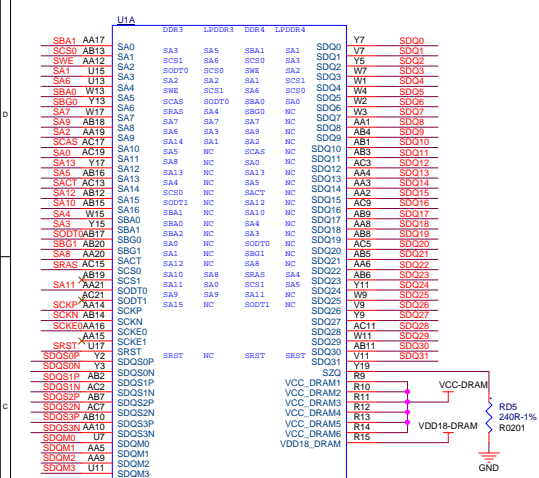 U1A
DDR3 LPDDR3 DDR4 LPDDR4
SBA1 AA17 SA0 SA3 SA5 SBA1 SA1 SDQ0 Y7 SDQ0
SCS0 AB13 SA1 SCS1 SA6 SCS0 SA3 SDQ1 V7 SDQ1
SWE AA12 SA2 SODT0 SCS0 SWE SA2 SDQ2 Y5 SDQ2
SA1 U15 SA3 SA2 SA2 SA1 SCS1 SDQ3 W7 SDQ3
SA6 U13 SA4 SWE SCS1 SA6 SCS0 SDQ4 W1 SDQ4
SBA0 W13 SA5 SCAS SODT0 SBA0 SA0 SDQ5 W4 SDQ5
SBG0 Y13 SA6 SRAS SA4 SBG0 NC SDQ6 W2 SDQ6
SA7 W17 SA7 SA7 SA7 SA7 NC SDQ7 W3 SDQ7
SA9 AB18 SA8 SA6 SA3 SA9 NC SDQ8 AA1 SDQ8
SA2 AA19 SA9 SA14 SA1 SA2 NC SDQ9 AB4 SDQ9
SCAS AC17 SA10 SA5 NC SCAS NC SDQ10 AB1 SDQ10
SA0 AC19 SA11 SA8 NC SA0 NC SDQ11 AB3 SDQ11
SA13 Y17 SA12 SA13 NC SA13 NC SDQ12 AC3 SDQ12
SA5 AB16 SA13 SA4 NC SA5 NC SDQ13 AA4 SDQ13
SACT AC13 SA14 SCS0 NC SACT NC SDQ14 AA3 SDQ14
SA12 AB12 SA15 SODT1 NC SA12 NC SDQ15 AA2 SDQ15
SA10 AB15 SA16 SBA1 NC SA10 NC SDQ16 AC9 SDQ16
SA4 W15 SBA0 SBA0 NC SA4 NC SDQ17 AB9 SDQ17
SA3 Y15 SBA1 SBA2 NC SA3 NC SDQ18 AA8 SDQ18
SODT0 AB17 SBG0 SA0 NC SODT0 NC SDQ19 AB8 SDQ19
SBG1 AB20 SBG1 SA1 NC SBG1 NC SDQ20 AC5 SDQ20
SA8 AA20 SACT SA12 NC SA8 NC SDQ21 AB5 SDQ21
SRAS AC15 SCS0 SA10 SA8 SRAS SA4 SDQ22 AA6 SDQ22
AB19 SCS1 SA11 SA0 SCS1 SA5 SDQ23 AB6 SDQ23
SA11 AA21 SODT0 SA9 SA9 SA11 NC SDQ24 Y11 SDQ24
AC21 SODT1 SA15 NC SODT1 NC SDQ25 W9 SDQ25
SCKP AA14 SCKP SDQ26 V9 SDQ26
SCKN AB14 SCKN SDQ27 Y9 SDQ27
SCKE0 AA16 SCKE0 SDQ28 AC11 SDQ28
AA15 SCKE1 SDQ29 W11 SDQ29
SRST U17 SRST SRST NC SRST SRST SDQ30 AB11 SDQ30
SDQS0P Y2 SDQS0P SDQ31 V11 SDQ31
SDQS0N Y3 SDQS0N SZQ Y19
SDQS1P AB2 SDQS1P VCC_DRAM1 R9
SDQS1N AC2 SDQS1N VCC_DRAM2 R10 VCC-DRAM
SDQS2P AB7 SDQS2P VCC_DRAM3 R11
SDQS2N AC7 SDQS2N VCC_DRAM4 R12 RD5
SDQS3P AB10 SDQS3P VCC_DRAM5 R13 240R-1%
SDQS3N AA10 SDQS3N VCC_DRAM6 R14 VDD18-DRAM R0201
SDQM0 U7 SDQM0 VDD18_DRAM R15
SDQM1 AA5 SDQM1
SDQM2 AA9 SDQM2 GND
SDQM3 U11 SDQM3
D
C